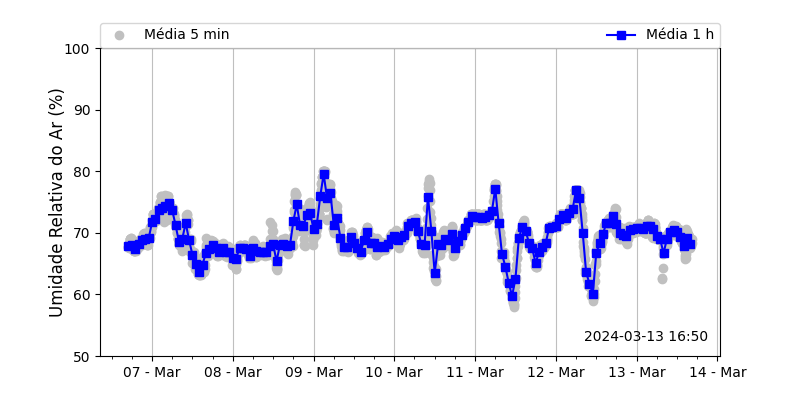 Média 5 min
Média 1 h
Umidade Relativa do Ar (%)
100
90
80
70
60
50
2024-03-13 16:50
07 - Mar
08 - Mar
09 - Mar
10 - Mar
11 - Mar
12 - Mar
13 - Mar
14 - Mar